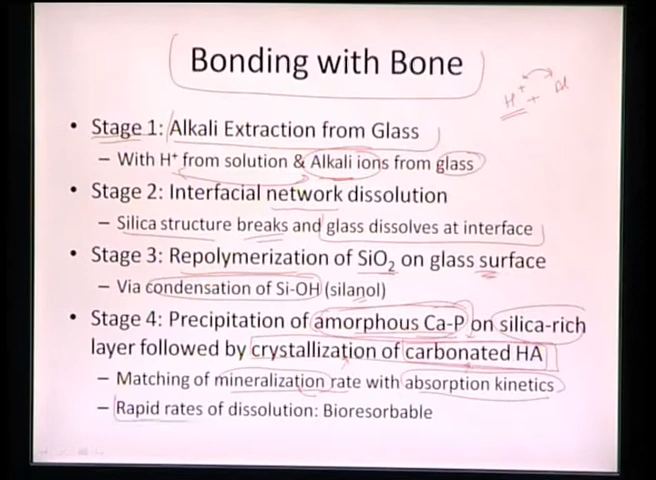 Bonding with Bone
H⁺ + Al
• Stage 1: Alkali Extraction from Glass
– With H⁺ from solution & Alkali ions from glass
• Stage 2: Interfacial network dissolution
– Silica structure breaks and glass dissolves at interface
• Stage 3: Repolymerization of SiO₂ on glass surface
– Via condensation of Si-OH (silanol)
• Stage 4: Precipitation of amorphous Ca-P on silica-rich
layer followed by crystallization of carbonated HA
– Matching of mineralization rate with absorption kinetics
– Rapid rates of dissolution: Bioresorbable